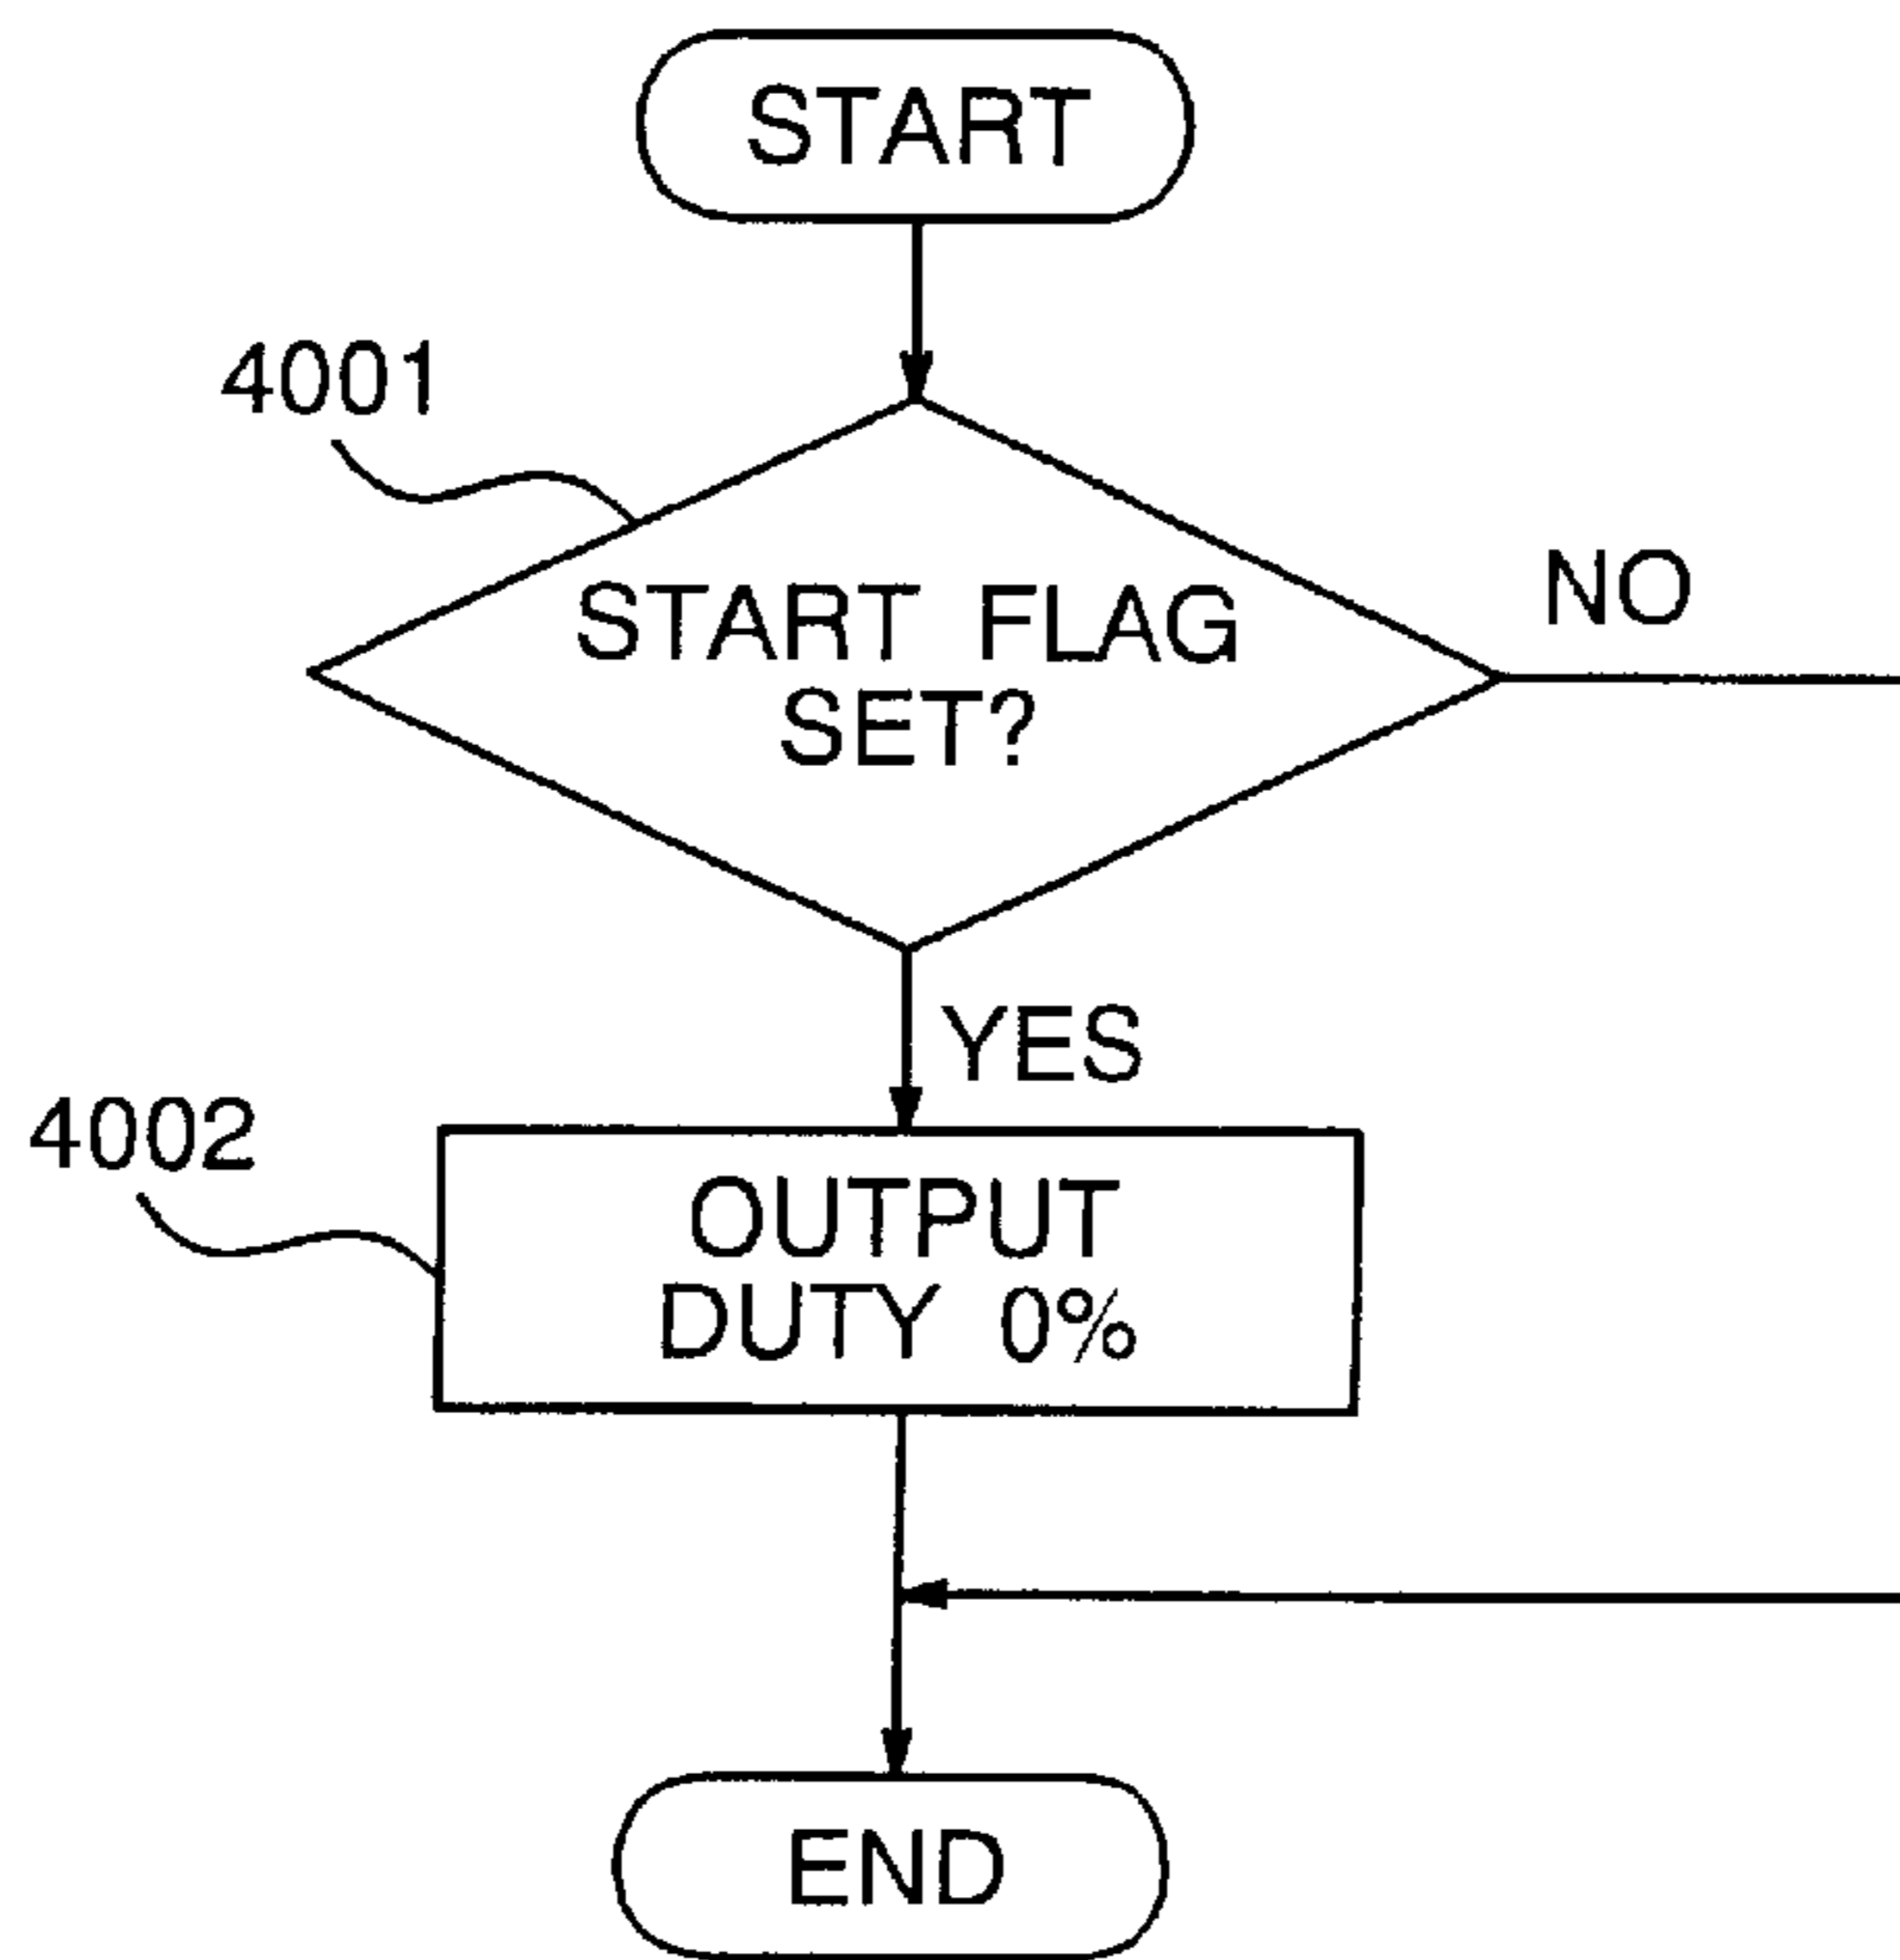 START
4001
START FLAG
SET?
NO
YES
4002
OUTPUT
DUTY 0%
END